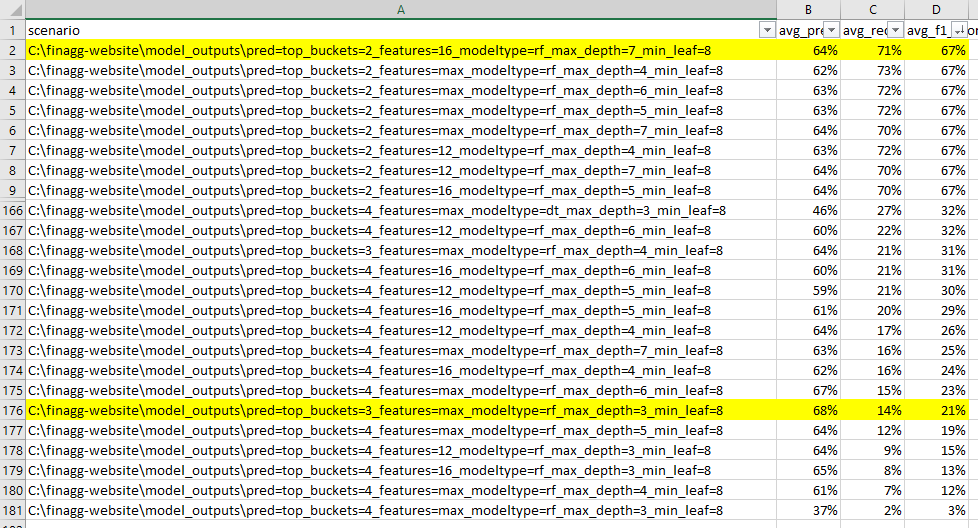 A B C D
1 scenario avg_pre avg_rec avg_f1_ or
2 C:\finagg-website\model_outputs\pred=top_buckets=2_features=16_modeltype=rf_max_depth=7_min_leaf=8 64% 71% 67%
3 C:\finagg-website\model_outputs\pred=top_buckets=2_features=max_modeltype=rf_max_depth=4_min_leaf=8 62% 73% 67%
4 C:\finagg-website\model_outputs\pred=top_buckets=2_features=max_modeltype=rf_max_depth=6_min_leaf=8 63% 72% 67%
5 C:\finagg-website\model_outputs\pred=top_buckets=2_features=max_modeltype=rf_max_depth=5_min_leaf=8 63% 72% 67%
6 C:\finagg-website\model_outputs\pred=top_buckets=2_features=max_modeltype=rf_max_depth=7_min_leaf=8 64% 70% 67%
7 C:\finagg-website\model_outputs\pred=top_buckets=2_features=12_modeltype=rf_max_depth=4_min_leaf=8 63% 72% 67%
8 C:\finagg-website\model_outputs\pred=top_buckets=2_features=12_modeltype=rf_max_depth=7_min_leaf=8 64% 70% 67%
9 C:\finagg-website\model_outputs\pred=top_buckets=2_features=16_modeltype=rf_max_depth=5_min_leaf=8 64% 70% 67%
166 C:\finagg-website\model_outputs\pred=top_buckets=4_features=max_modeltype=dt_max_depth=3_min_leaf=8 46% 27% 32%
167 C:\finagg-website\model_outputs\pred=top_buckets=4_features=12_modeltype=rf_max_depth=6_min_leaf=8 60% 22% 32%
168 C:\finagg-website\model_outputs\pred=top_buckets=3_features=max_modeltype=rf_max_depth=4_min_leaf=8 64% 21% 31%
169 C:\finagg-website\model_outputs\pred=top_buckets=4_features=16_modeltype=rf_max_depth=6_min_leaf=8 60% 21% 31%
170 C:\finagg-website\model_outputs\pred=top_buckets=4_features=12_modeltype=rf_max_depth=5_min_leaf=8 59% 21% 30%
171 C:\finagg-website\model_outputs\pred=top_buckets=4_features=16_modeltype=rf_max_depth=5_min_leaf=8 61% 20% 29%
172 C:\finagg-website\model_outputs\pred=top_buckets=4_features=12_modeltype=rf_max_depth=4_min_leaf=8 64% 17% 26%
173 C:\finagg-website\model_outputs\pred=top_buckets=4_features=max_modeltype=rf_max_depth=7_min_leaf=8 63% 16% 25%
174 C:\finagg-website\model_outputs\pred=top_buckets=4_features=16_modeltype=rf_max_depth=4_min_leaf=8 62% 16% 24%
175 C:\finagg-website\model_outputs\pred=top_buckets=4_features=max_modeltype=rf_max_depth=6_min_leaf=8 67% 15% 23%
176 C:\finagg-website\model_outputs\pred=top_buckets=3_features=max_modeltype=rf_max_depth=3_min_leaf=8 68% 14% 21%
177 C:\finagg-website\model_outputs\pred=top_buckets=4_features=max_modeltype=rf_max_depth=5_min_leaf=8 64% 12% 19%
178 C:\finagg-website\model_outputs\pred=top_buckets=4_features=12_modeltype=rf_max_depth=3_min_leaf=8 64% 9% 15%
179 C:\finagg-website\model_outputs\pred=top_buckets=4_features=16_modeltype=rf_max_depth=3_min_leaf=8 65% 8% 13%
180 C:\finagg-website\model_outputs\pred=top_buckets=4_features=max_modeltype=rf_max_depth=4_min_leaf=8 61% 7% 12%
181 C:\finagg-website\model_outputs\pred=top_buckets=4_features=max_modeltype=rf_max_depth=3_min_leaf=8 37% 2% 3%